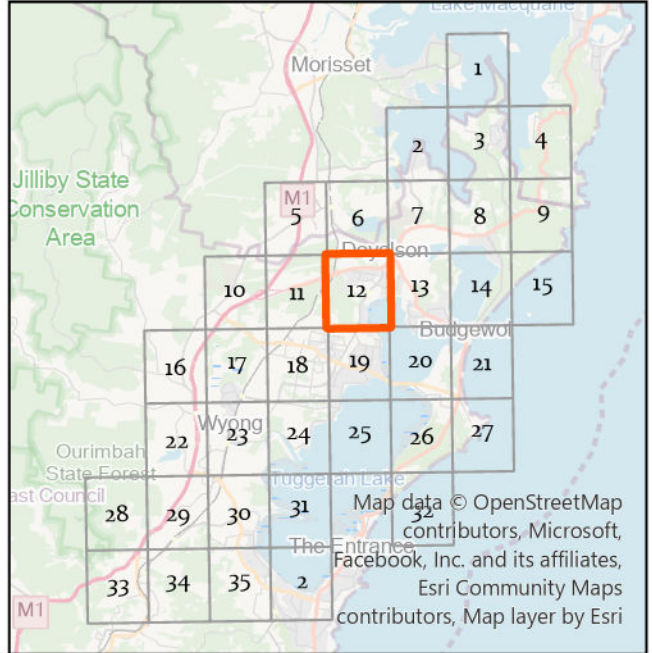 Lake Macquarie
Morisset
1
2
3
4
Jilliby State
Conservation
Area
M1
5
6
7
8
9
Doyalson
10
11
12
13
14
15
Budgewoi
16
17
18
19
20
21
Wyong
22
23
24
25
26
27
Ourimbah
State Forest
ast Council
Tuggerah Lake
28
29
30
31
32
The Entrance
Map data © OpenStreetMap
contributors, Microsoft,
Facebook, Inc. and its affiliates,
Esri Community Maps
contributors, Map layer by Esri
33
34
35
2
M1